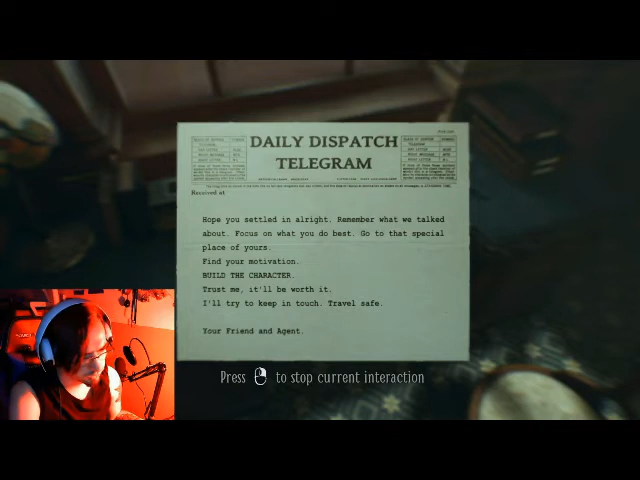 DAILY DISPATCH
TELEGRAM
Received at
Hope you settled in alright. Remember what we talked
about. Focus on what you do best. Go to that special
place of yours.
Find your motivation.
BUILD THE CHARACTER.
Trust me, it'll be worth it.
I'll try to keep in touch. Travel safe.
Your Friend and Agent.
Press to stop current interaction